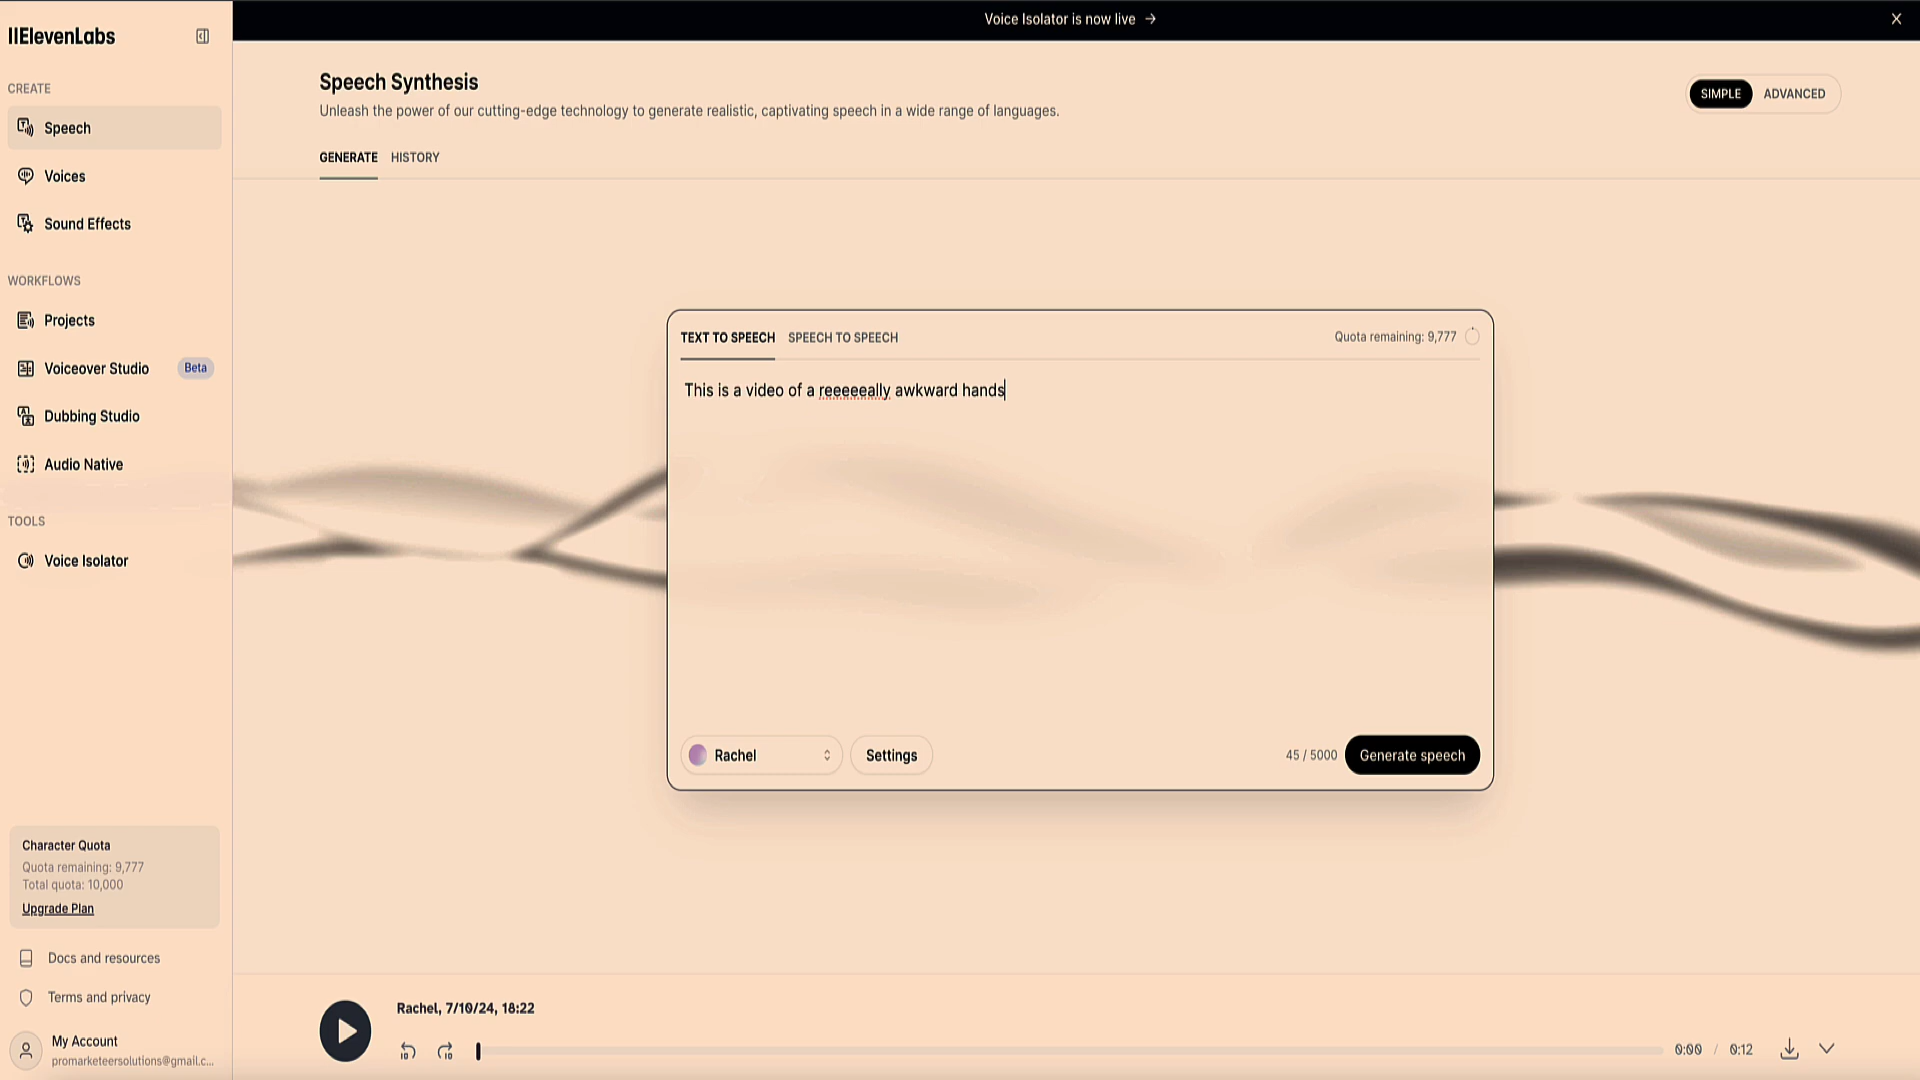 IIElevenLabs
Voice Isolator is now live →
CREATE
Speech
Voices
Sound Effects
WORKFLOWS
Projects
Voiceover Studio Beta
Dubbing Studio
Audio Native
TOOLS
Voice Isolator
Character Quota
Quota remaining: 9,777
Total quota: 10,000
Upgrade Plan
Docs and resources
Terms and privacy
My Account
promarketeersolutions@gmail.c...
Speech Synthesis
Unleash the power of our cutting-edge technology to generate realistic, captivating speech in a wide range of languages.
SIMPLE ADVANCED
GENERATE HISTORY
TEXT TO SPEECH SPEECH TO SPEECH Quota remaining: 9,777
This is a video of a reeeeeally awkward hands
Rachel Settings 45 / 5000 Generate speech
Rachel, 7/10/24, 18:22
10 10 0:00 / 0:12